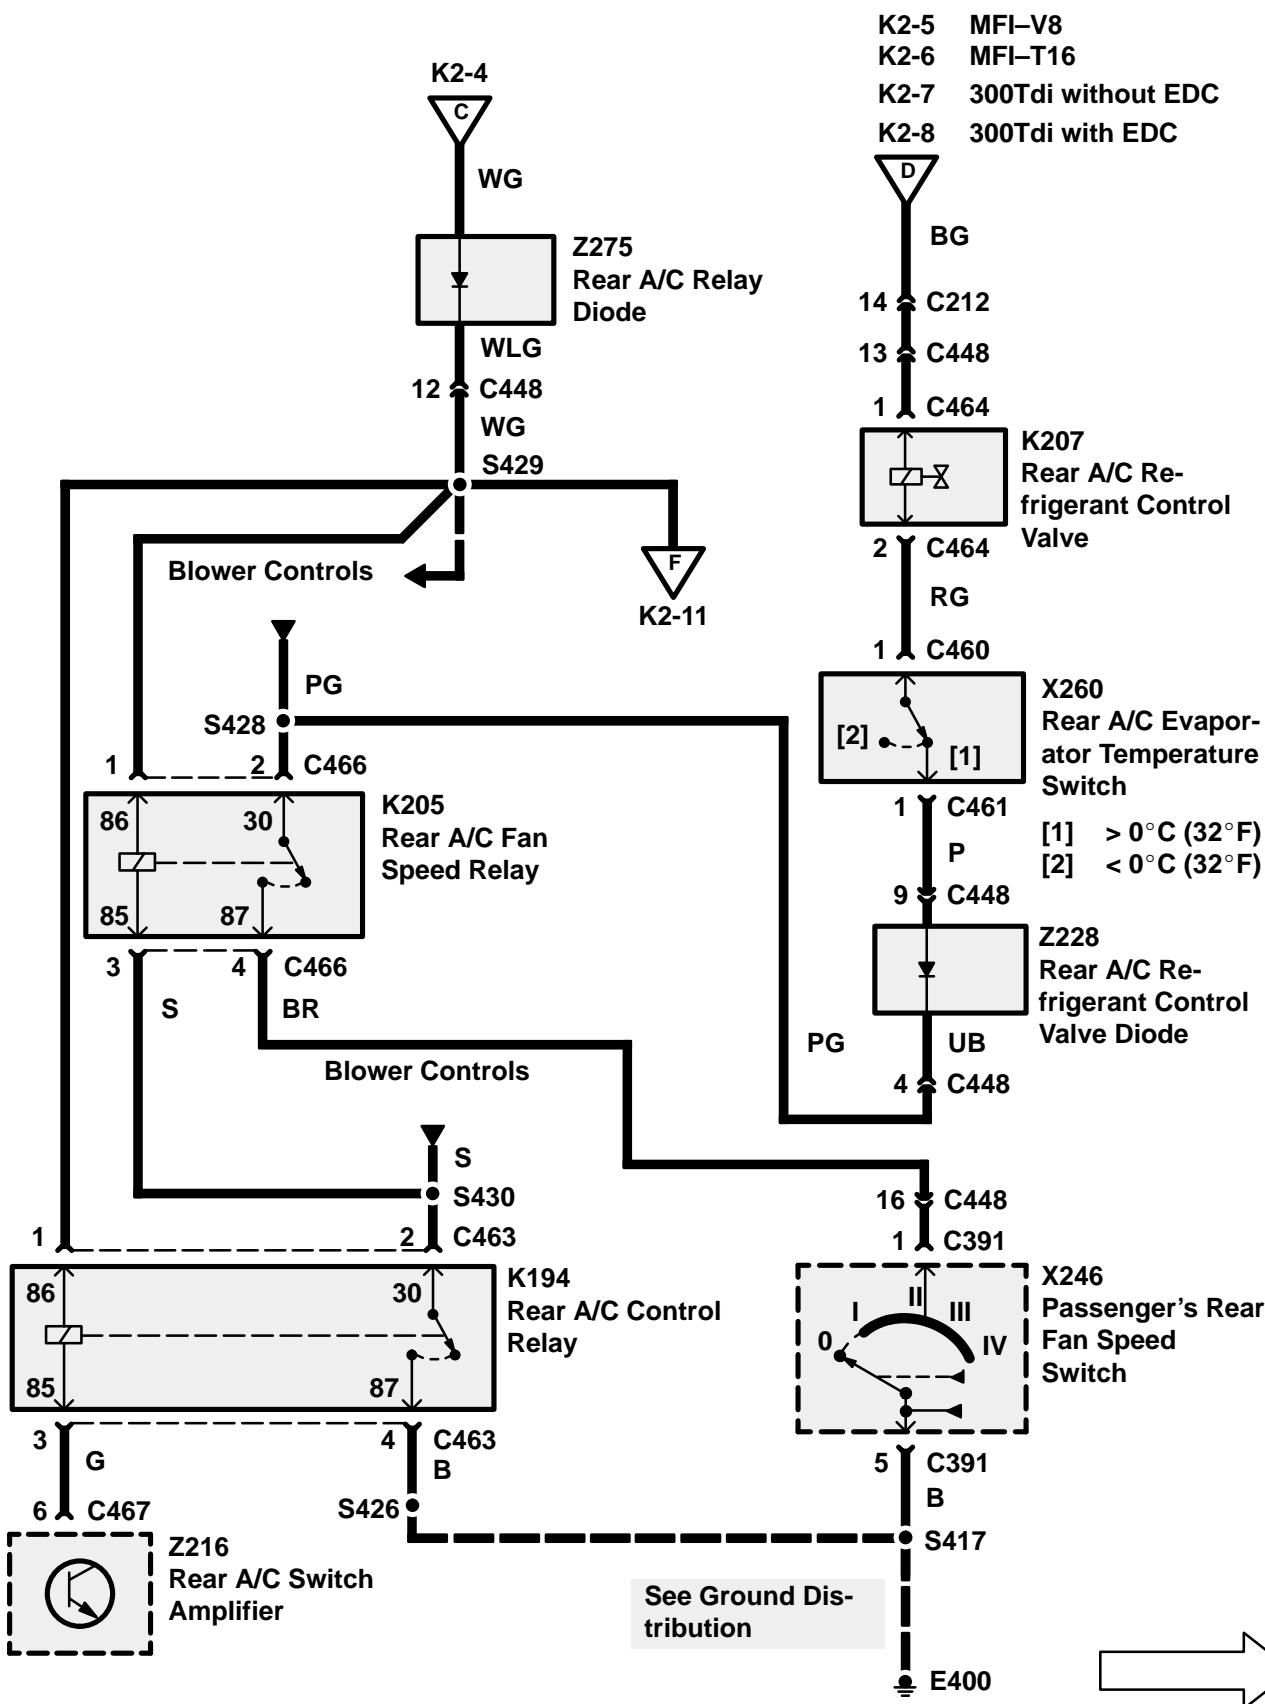 K2-5 MFI–V8
K2-6 MFI–T16
K2-7 300Tdi without EDC
K2-8 300Tdi with EDC
K2-4
C
WG
Z275
Rear A/C Relay
Diode
WLG
12 C448
WG
S429
Blower Controls
F
K2-11
D
BG
14 C212
13 C448
1 C464
K207
Rear A/C Re-
frigerant Control
Valve
2 C464
RG
1 C460
X260
Rear A/C Evapor-
ator Temperature
Switch
[2]
[1]
[1] > 0°C (32°F)
[2] < 0°C (32°F)
1 C461
P
9 C448
Z228
Rear A/C Re-
frigerant Control
Valve Diode
PG
UB
4 C448
PG
S428
1 2 C466
86 30
K205
Rear A/C Fan
Speed Relay
85 87
3 4 C466
S BR
Blower Controls
S
S430
1 2 C463
86 30
K194
Rear A/C Control
Relay
85 87
3 4 C463
G B
6 C467
S426
Z216
Rear A/C Switch
Amplifier
16 C448
1 C391
X246
Passenger’s Rear
Fan Speed
Switch
0 I II III IV
5 C391
B
S417
See Ground Dis-
tribution
E400